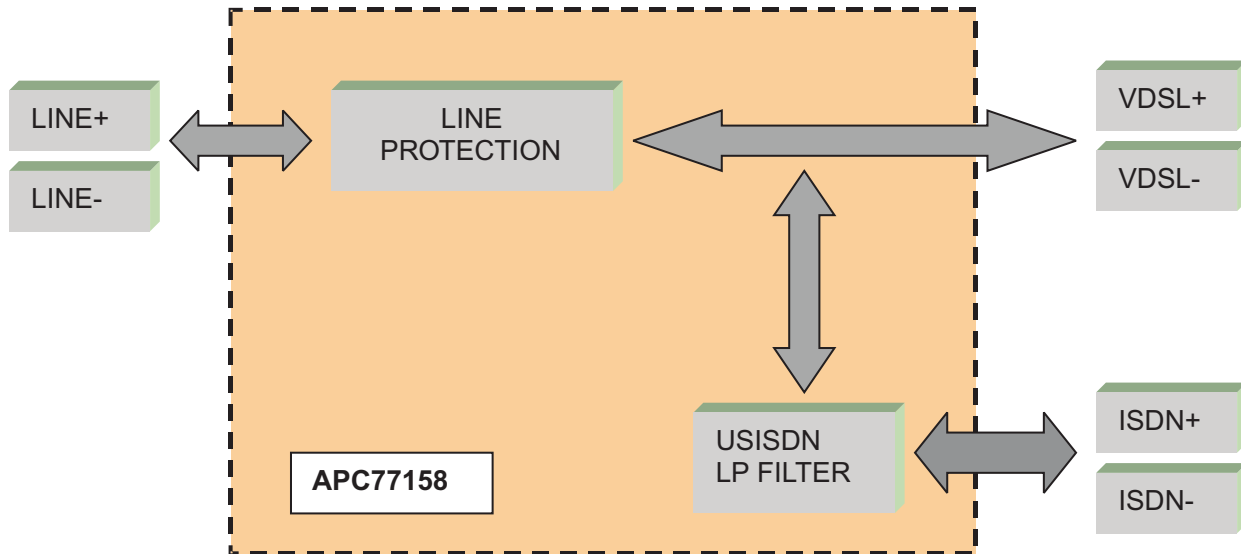 LINE+
LINE-
LINE
PROTECTION
VDSL+
VDSL-
USISDN
LP FILTER
ISDN+
ISDN-
APC77158